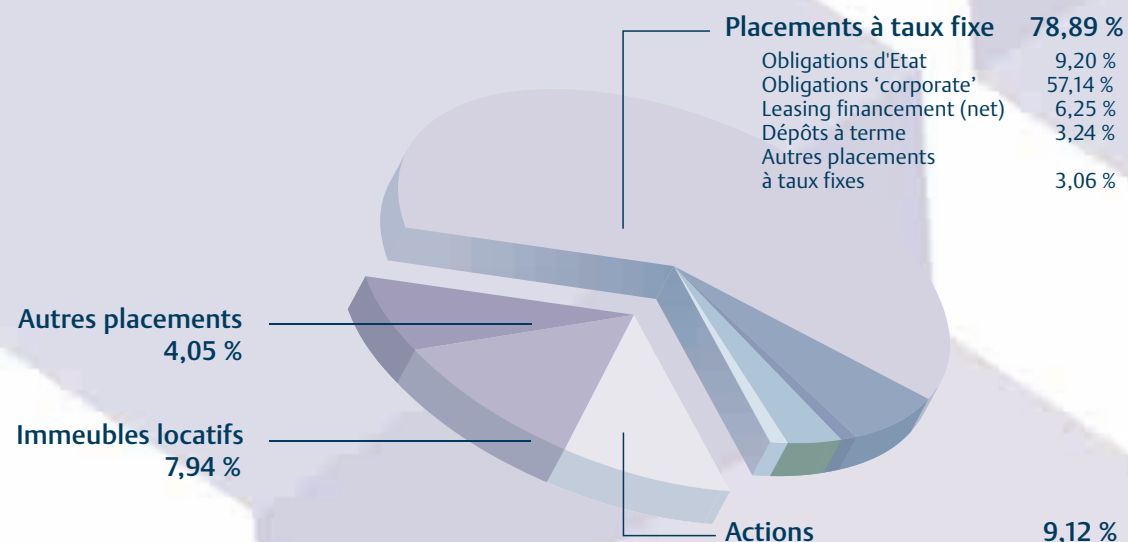 Placements à taux fixe 78,89 %
Obligations d'Etat 9,20 %
Obligations ‘corporate’ 57,14 %
Leasing financement (net) 6,25 %
Dépôts à terme 3,24 %
Autres placements
à taux fixes 3,06 %
Autres placements
4,05 %
Immeubles locatifs
7,94 %
Actions 9,12 %